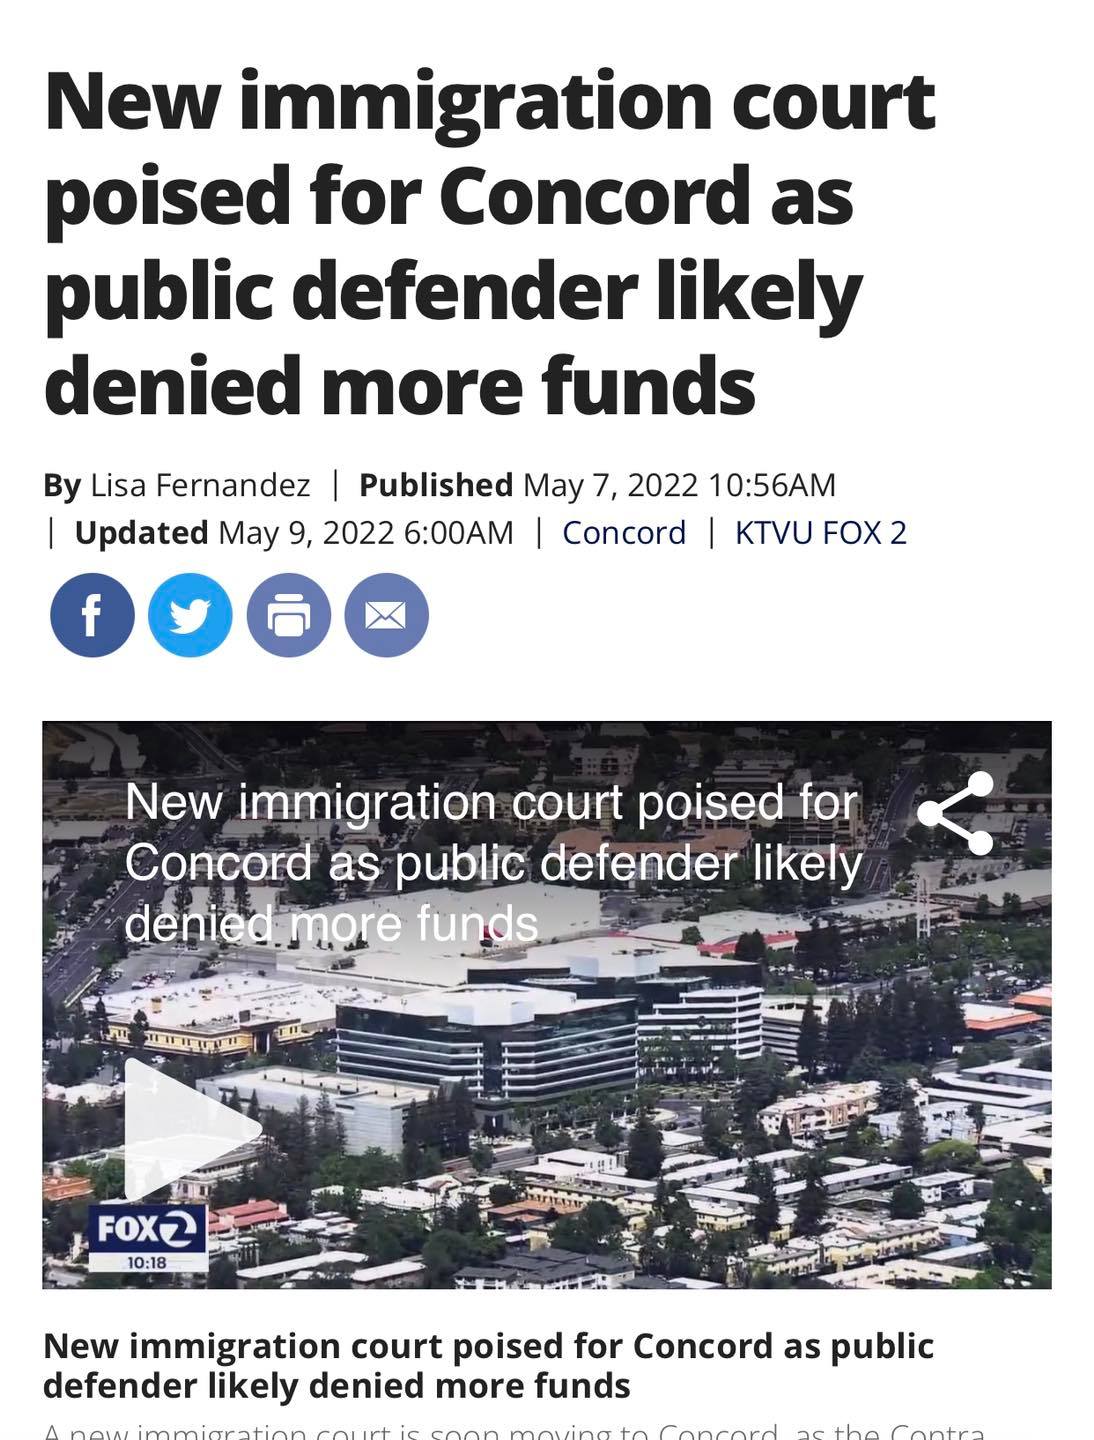 New immigration court
poised for Concord as
public defender likely
denied more funds
By Lisa Fernandez | Published May 7, 2022 10:56AM
| Updated May 9, 2022 6:00AM | Concord | KTVU FOX 2
New immigration court poised for
Concord as public defender likely
denied more funds
FOX 2
10:18
New immigration court poised for Concord as public
defender likely denied more funds
A new immigration court is soon moving to Concord, as the Contra